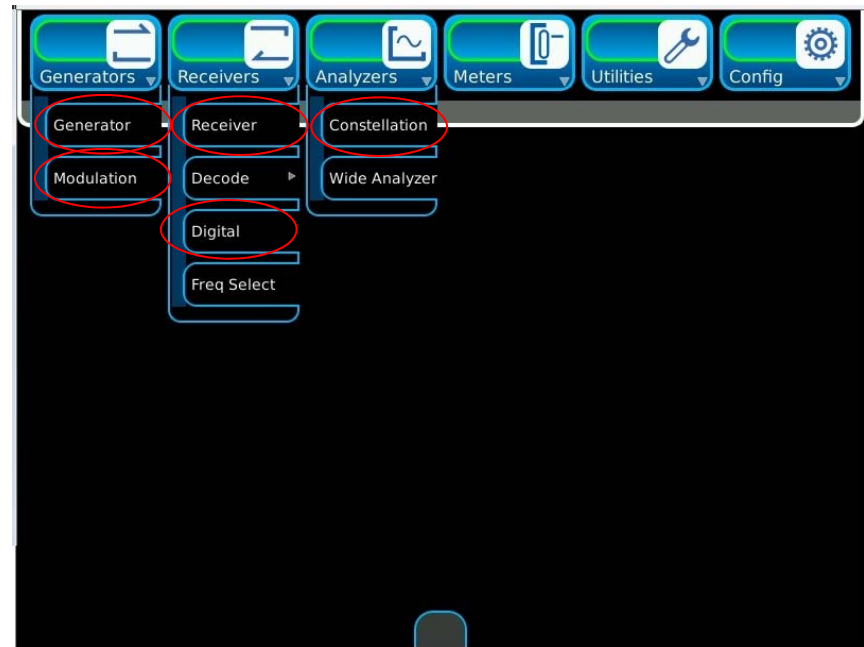 Generators Receivers Analyzers Meters Utilities Config
Generator Receiver Constellation
Modulation Decode Wide Analyzer
Digital
Freq Select